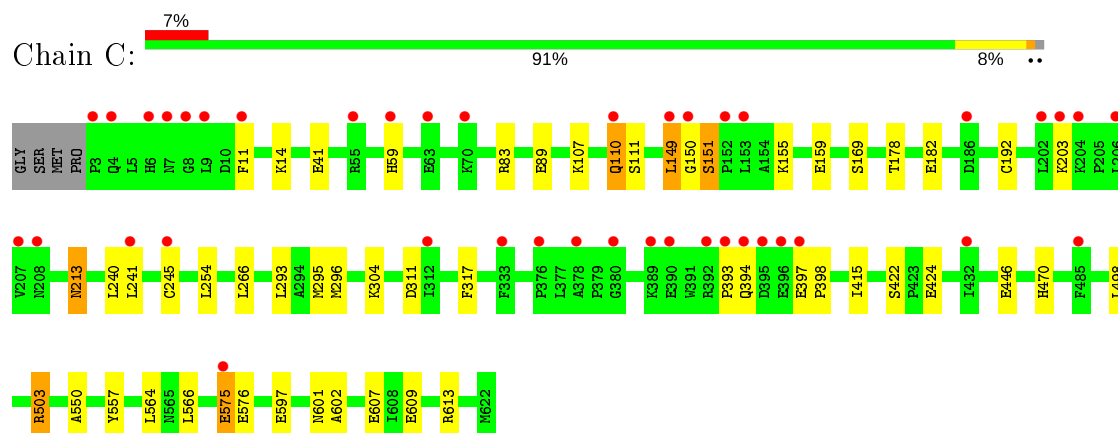 7%
Chain C:
91% 8% ••
GLY SER MET PRO P3 Q4 L5 H6 N7 G8 L9 D10 F11 K14 E41 R55 H59 E63 K70 R83 E89 K107 Q110 S111 L149 G150 S151 P152 L153 A154 K155 E159 S169 T178 E182 D186 C192 L202 K203 K204 P205 L206
V207 N208 N213 L240 L241 C245 L254 L266 L293 A294 M295 M296 K304 D311 I312 F317 F333 P376 L377 A378 P379 G380 K389 E390 W391 R392 P393 Q394 D395 E396 E397 P398 I415 S422 P423 E424 I432 E446 H470 F485 L498
R503 A550 Y557 L564 N565 L566 E575 E576 E597 N601 A602 E607 I608 E609 R613 M622